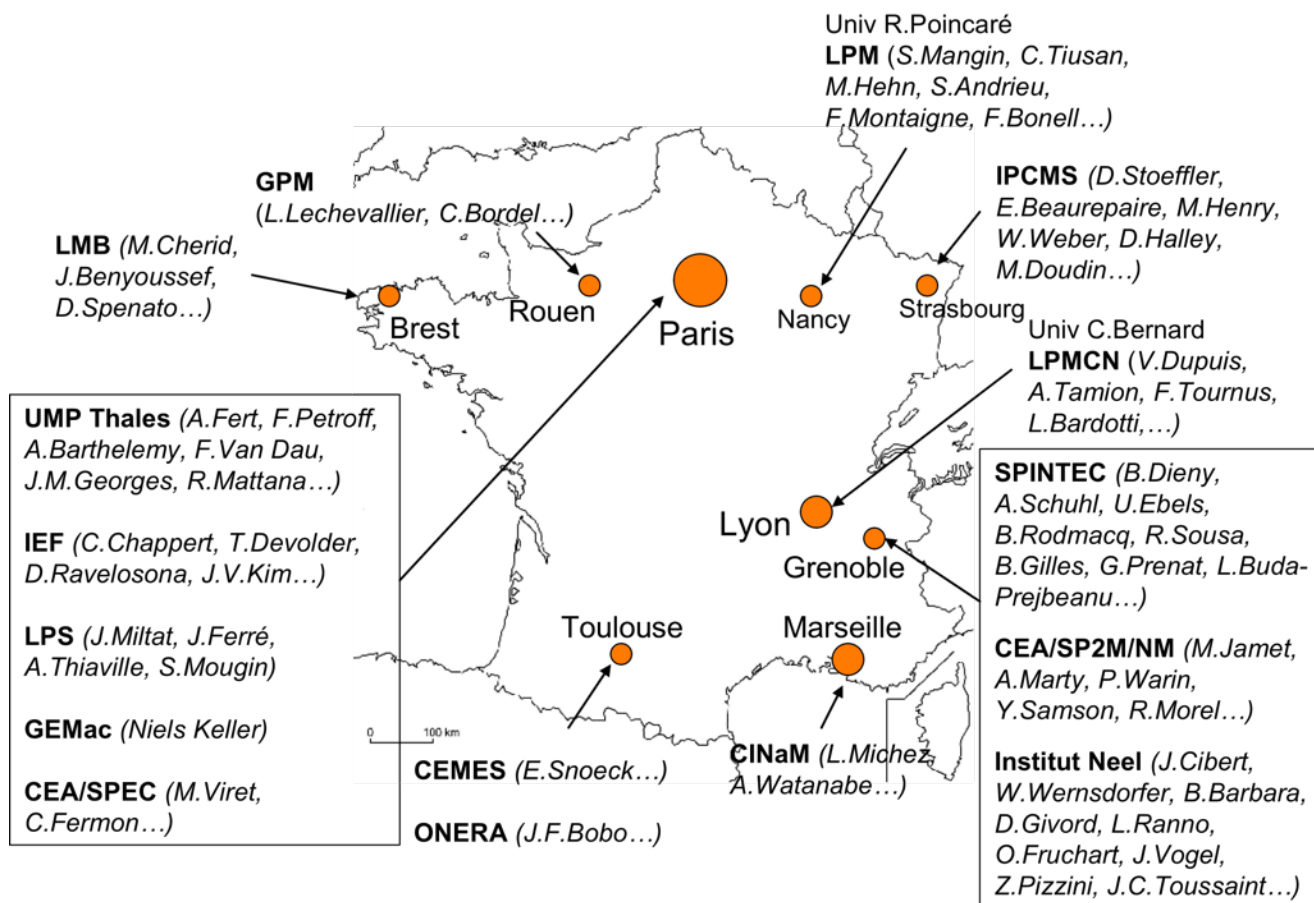 Univ R.Poincaré
LPM (S.Mangin, C.Tiusan,
M.Hehn, S.Andrieu,
F.Montaigne, F.Bonell…)
GPM
(L.Lechevallier, C.Bordel…)
IPCMS (D.Stoeffler,
E.Beaurepaire, M.Henry,
W.Weber, D.Halley,
M.Doudin…)
LMB (M.Cherid,
J.Benyoussef,
D.Spenato…)
Brest
Rouen
Paris
Nancy
Strasbourg
Univ C.Bernard
LPMCN (V.Dupuis,
A.Tamion, F.Tournus,
L.Bardotti,…)
UMP Thales (A.Fert, F.Petroff,
A.Barthelemy, F.Van Dau,
J.M.Georges, R.Mattana…)
IEF (C.Chappert, T.Devolder,
D.Ravelosona, J.V.Kim…)
LPS (J.Miltat, J.Ferré,
A.Thiaville, S.Mougin)
GEMac (Niels Keller)
CEA/SPEC (M.Viret,
C.Fermon…)
Lyon
Grenoble
Toulouse
Marseille
0 100 km
CEMES (E.Snoeck…)
ONERA (J.F.Bobo…)
CINaM (L.Michez,
A.Watanabe…)
SPINTEC (B.Dieny,
A.Schuhl, U.Ebels,
B.Rodmacq, R.Sousa,
B.Gilles, G.Prenat, L.Buda-
Prejbeanu…)
CEA/SP2M/NM (M.Jamet,
A.Marty, P.Warin,
Y.Samson, R.Morel…)
Institut Neel (J.Cibert,
W.Wernsdorfer, B.Barbara,
D.Givord, L.Ranno,
O.Fruchart, J.Vogel,
Z.Pizzini, J.C.Toussaint…)